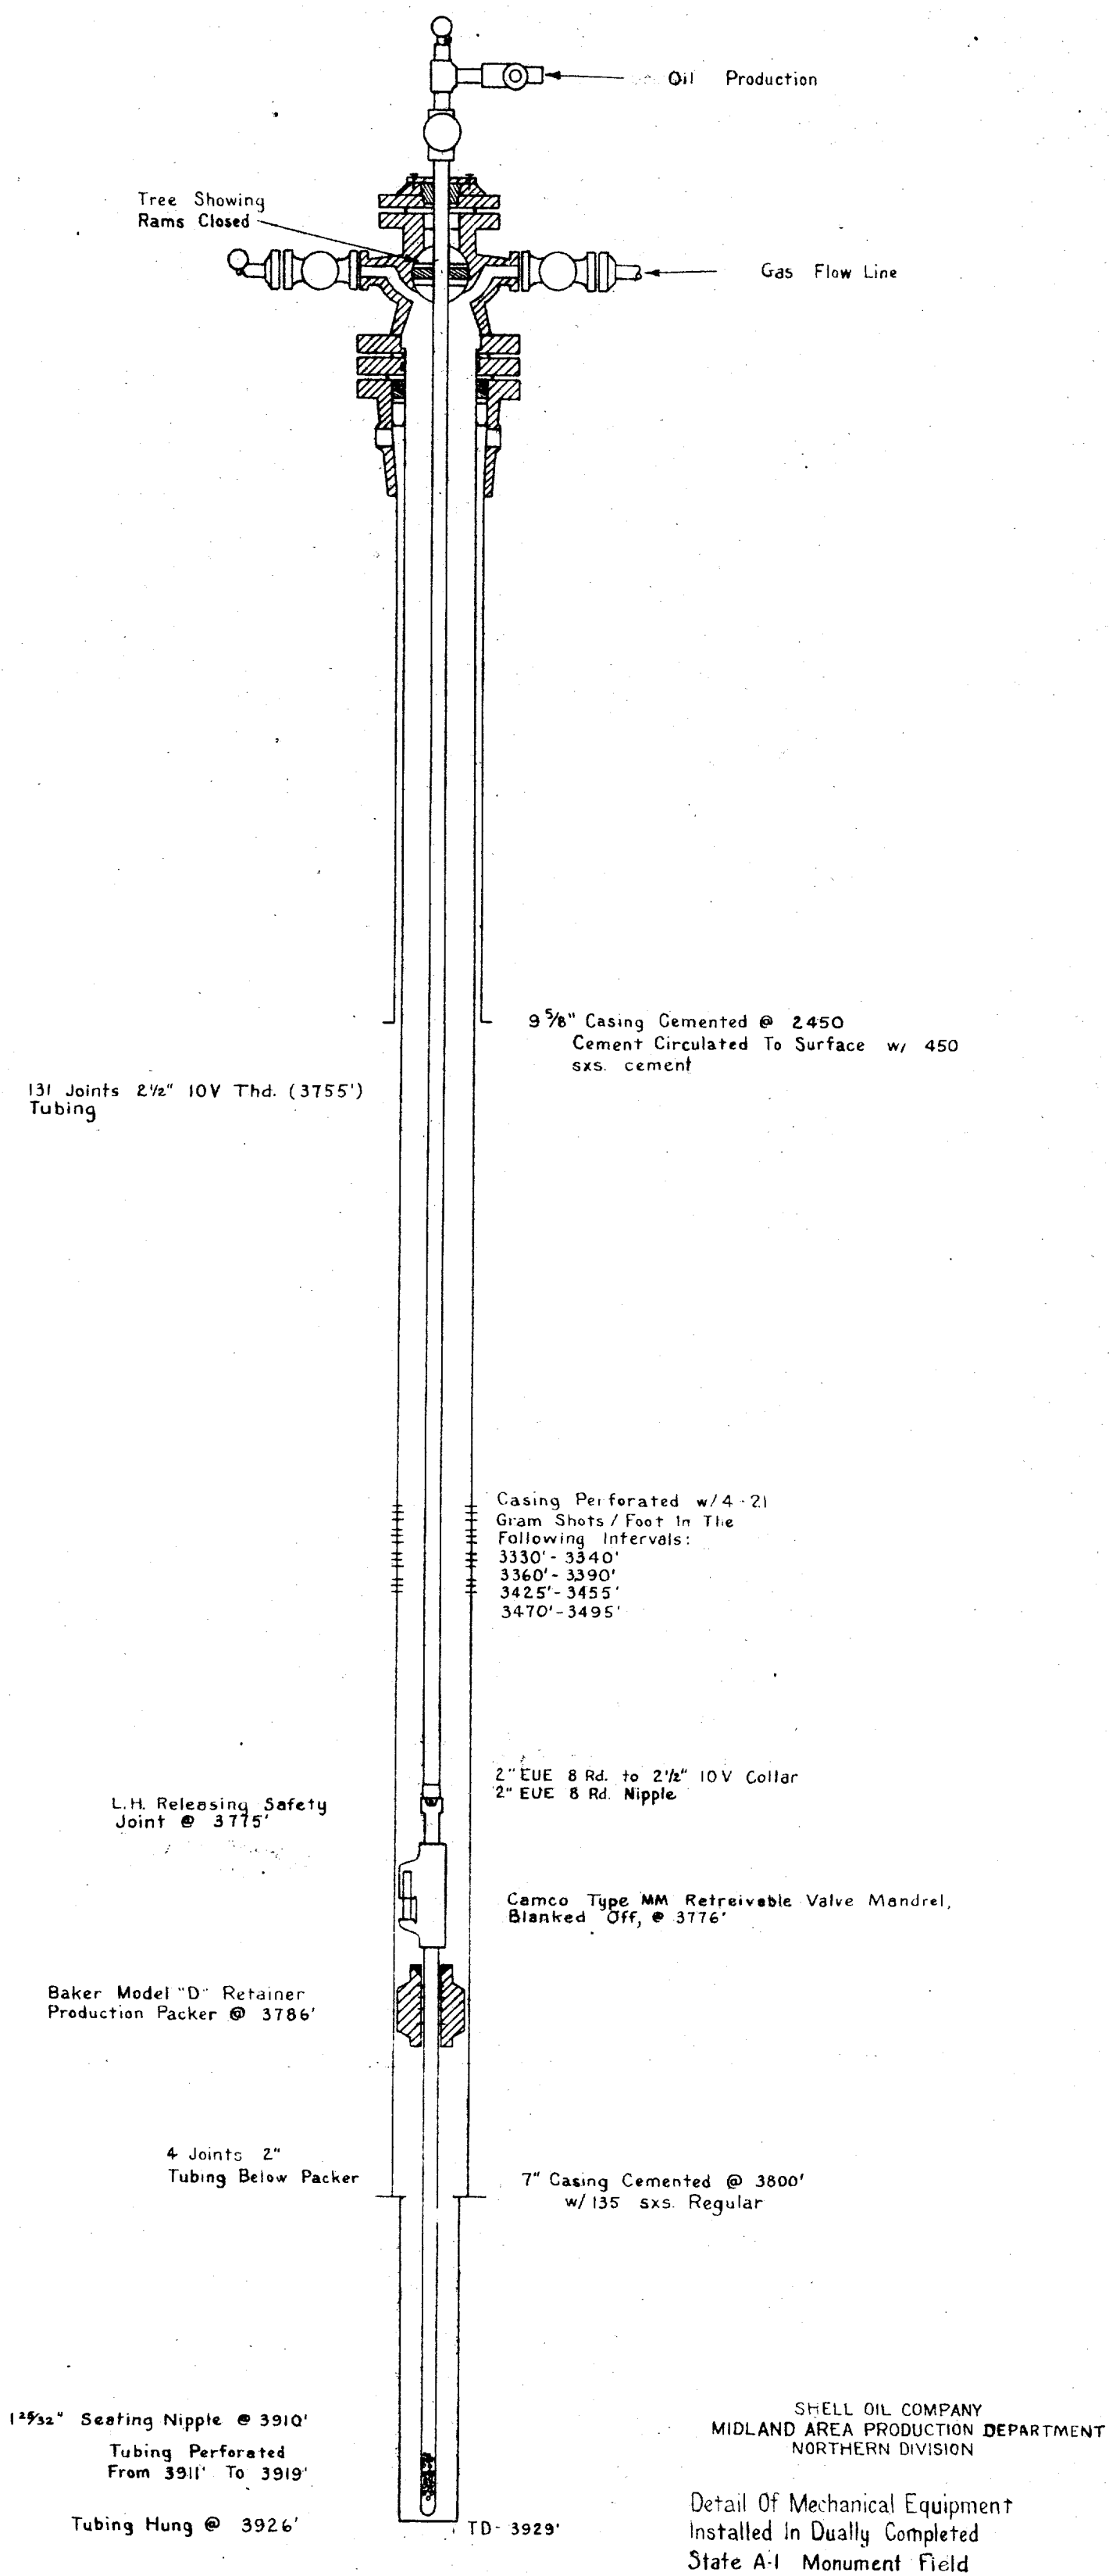 Oil Production
Tree Showing
Rams Closed
Gas Flow Line
9 5/8" Casing Cemented @ 2450
Cement Circulated To Surface w/ 450
sxs. cement
131 Joints 2 1/2" 10V Thd. (3755')
Tubing
Casing Perforated w/4-21
Gram Shots / Foot In The
Following Intervals:
3330' - 3340'
3360' - 3390'
3425' - 3455'
3470' - 3495'
2" EUE 8 Rd. to 2 1/2" 10V Collar
2" EUE 8 Rd. Nipple
L.H. Releasing Safety
Joint @ 3775'
Camco Type MM Retreivable Valve Mandrel,
Blanked Off, @ 3776'
Baker Model "D" Retainer
Production Packer @ 3786'
4 Joints 2"
Tubing Below Packer
7" Casing Cemented @ 3800'
w/ 135 sxs. Regular
1 25/32" Seating Nipple @ 3910'
Tubing Perforated
From 3911' To 3919'
Tubing Hung @ 3926'
TD - 3929'
SHELL OIL COMPANY
MIDLAND AREA PRODUCTION DEPARTMENT
NORTHERN DIVISION
Detail Of Mechanical Equipment
Installed In Dually Completed
State A-1 Monument Field